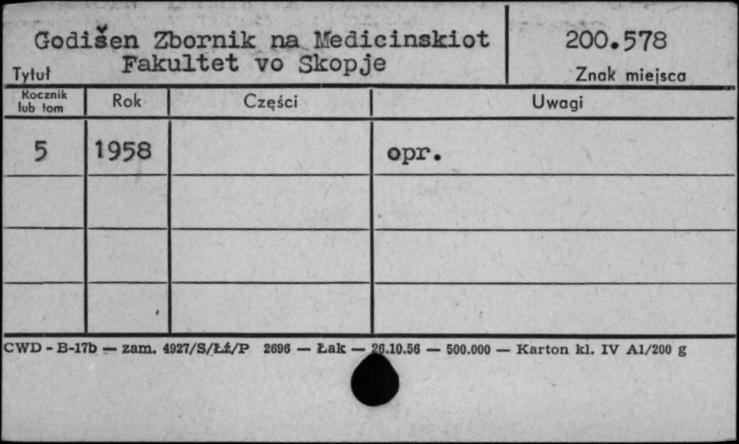 Godišen Zbornik na Medicinskiot
Fakultet vo Skopje
200.578
Tytuł
Znak miejsca
Rocznik lub tom
Rok
Części
Uwagi
5
1958
opr.
CWD - B-17b — zam. 4927/S/Łź/P 2696 — Łak — 26.10.56 — 500.000 — Karton kl. IV A1/200 g